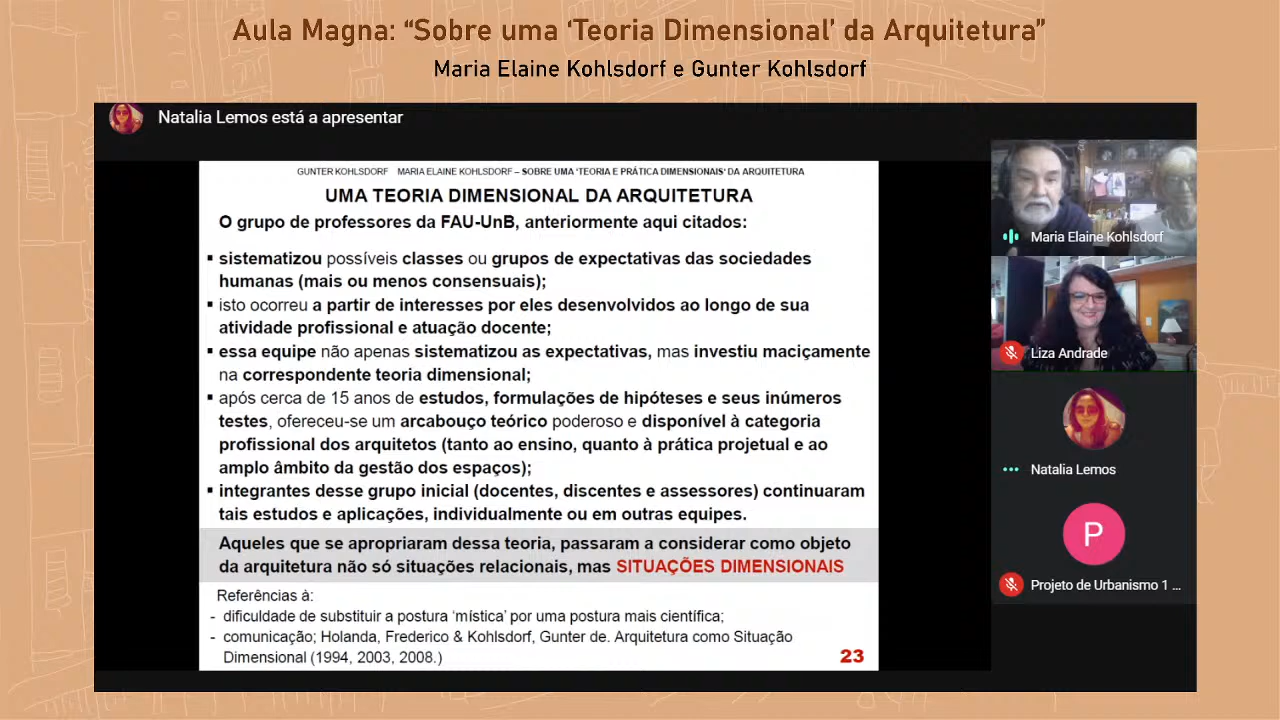 Aula Magna: “Sobre uma ‘Teoria Dimensional’ da Arquitetura”
Maria Elaine Kohlsdorf e Gunter Kohlsdorf
Natalia Lemos está a apresentar
GUNTER KOHLSDORF MARIA ELAINE KOHLSDORF – SOBRE UMA ‘TEORIA E PRÁTICA DIMENSIONAIS’ DA ARQUITETURA
UMA TEORIA DIMENSIONAL DA ARQUITETURA
O grupo de professores da FAU-UnB, anteriormente aqui citados:
▪ sistematizou possíveis classes ou grupos de expectativas das sociedades
humanas (mais ou menos consensuais);
▪ isto ocorreu a partir de interesses por eles desenvolvidos ao longo de sua
atividade profissional e atuação docente;
▪ essa equipe não apenas sistematizou as expectativas, mas investiu maciçamente
na correspondente teoria dimensional;
▪ após cerca de 15 anos de estudos, formulações de hipóteses e seus inúmeros
testes, ofereceu-se um arcabouço teórico poderoso e disponível à categoria
profissional dos arquitetos (tanto ao ensino, quanto à prática projetual e ao
amplo âmbito da gestão dos espaços);
▪ integrantes desse grupo inicial (docentes, discentes e assessores) continuaram
tais estudos e aplicações, individualmente ou em outras equipes.
Aqueles que se apropriaram dessa teoria, passaram a considerar como objeto
da arquitetura não só situações relacionais, mas SITUAÇÕES DIMENSIONAIS
Referências à:
- dificuldade de substituir a postura ‘mística’ por uma postura mais científica;
- comunicação; Holanda, Frederico & Kohlsdorf, Gunter de. Arquitetura como Situação
Dimensional (1994, 2003, 2008.)
23
Maria Elaine Kohlsdorf
Liza Andrade
Natalia Lemos
P
Projeto de Urbanismo 1 ...